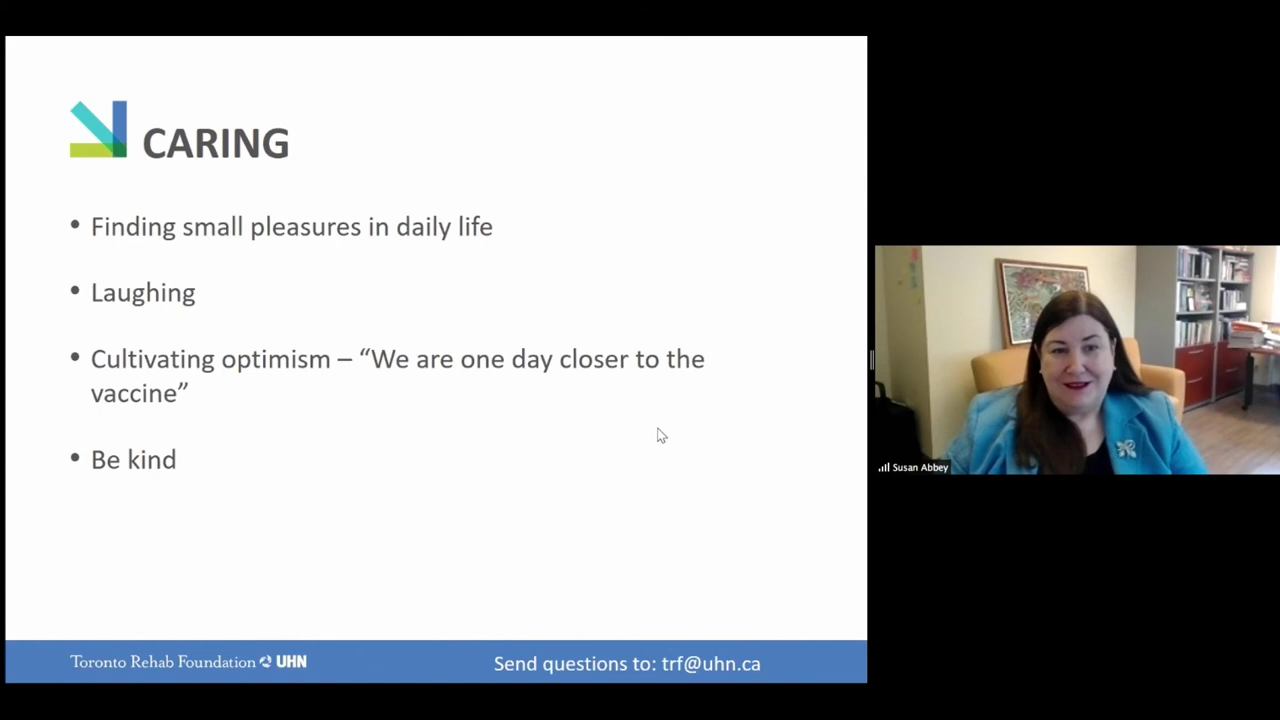 CARING
• Finding small pleasures in daily life
• Laughing
• Cultivating optimism – “We are one day closer to the
vaccine”
• Be kind
Susan Abbey
Toronto Rehab Foundation UHN
Send questions to: trf@uhn.ca